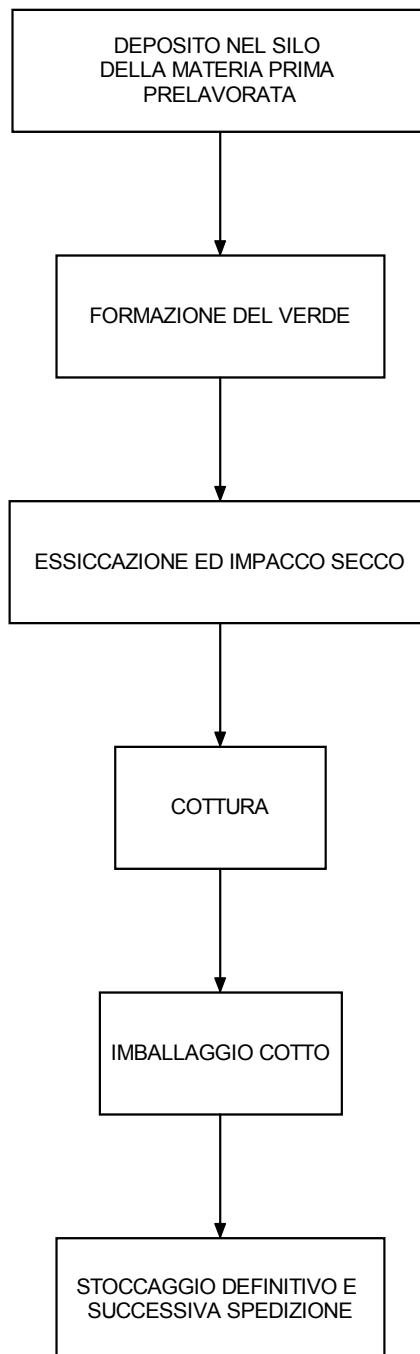 DEPOSITO NEL SILO
DELLA MATERIA PRIMA
PRELAVORATA
FORMAZIONE DEL VERDE
ESSICCAZIONE ED IMPACCO SECCO
COTTURA
IMBALLAGGIO COTTO
STOCCAGGIO DEFINITIVO E
SUCCESSIVA SPEDIZIONE